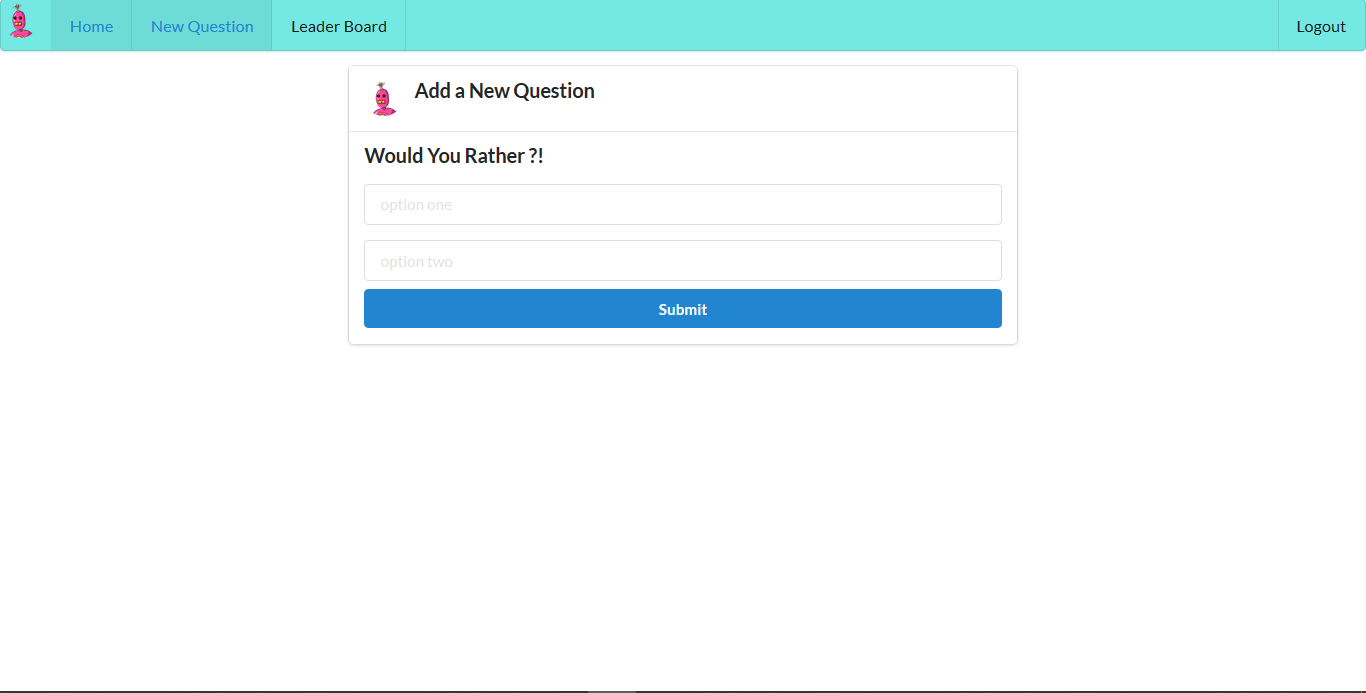 Home New Question Leader Board Logout
Add a New Question
Would You Rather ?!
option one
option two
Submit